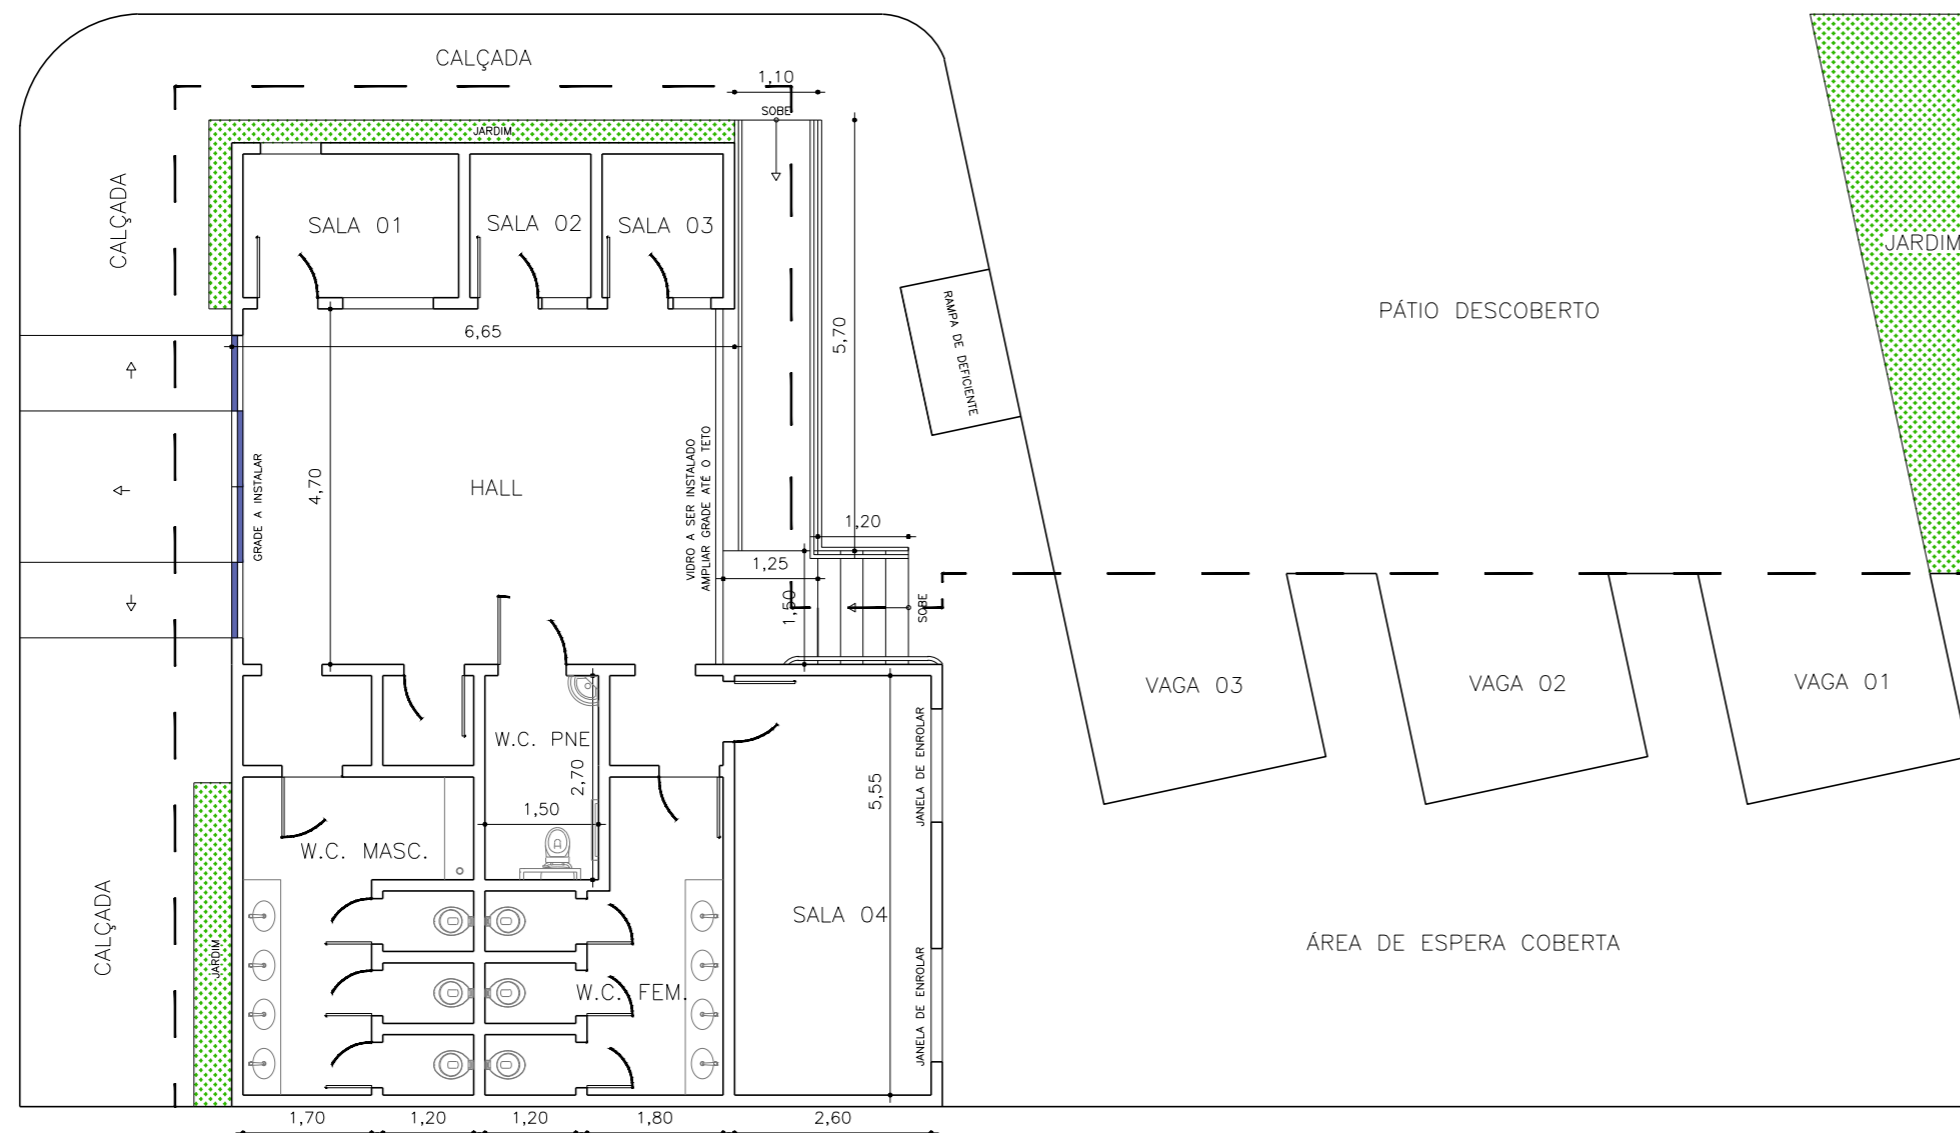 CALÇADA
1,10
SOBE
JARDIM
CALÇADA
SALA 01
SALA 02
SALA 03
JARDIM
RAMPA DE DEFICIENTE
PÁTIO DESCOBERTO
6,65
5,70
4,70
HALL
GRADE A INSTALAR
VIDRO A SER INSTALADO
AMPLIAR GRADE ATÉ O TETO
1,20
1,25
1,50
SOBE
VAGA 03
VAGA 02
VAGA 01
W.C. PNE
2,70
1,50
5,55
JANELA DE ENROLAR
W.C. MASC.
CALÇADA
JARDIM
SALA 04
W.C. FEM.
JANELA DE ENROLAR
ÁREA DE ESPERA COBERTA
1,70
1,20
1,20
1,80
2,60